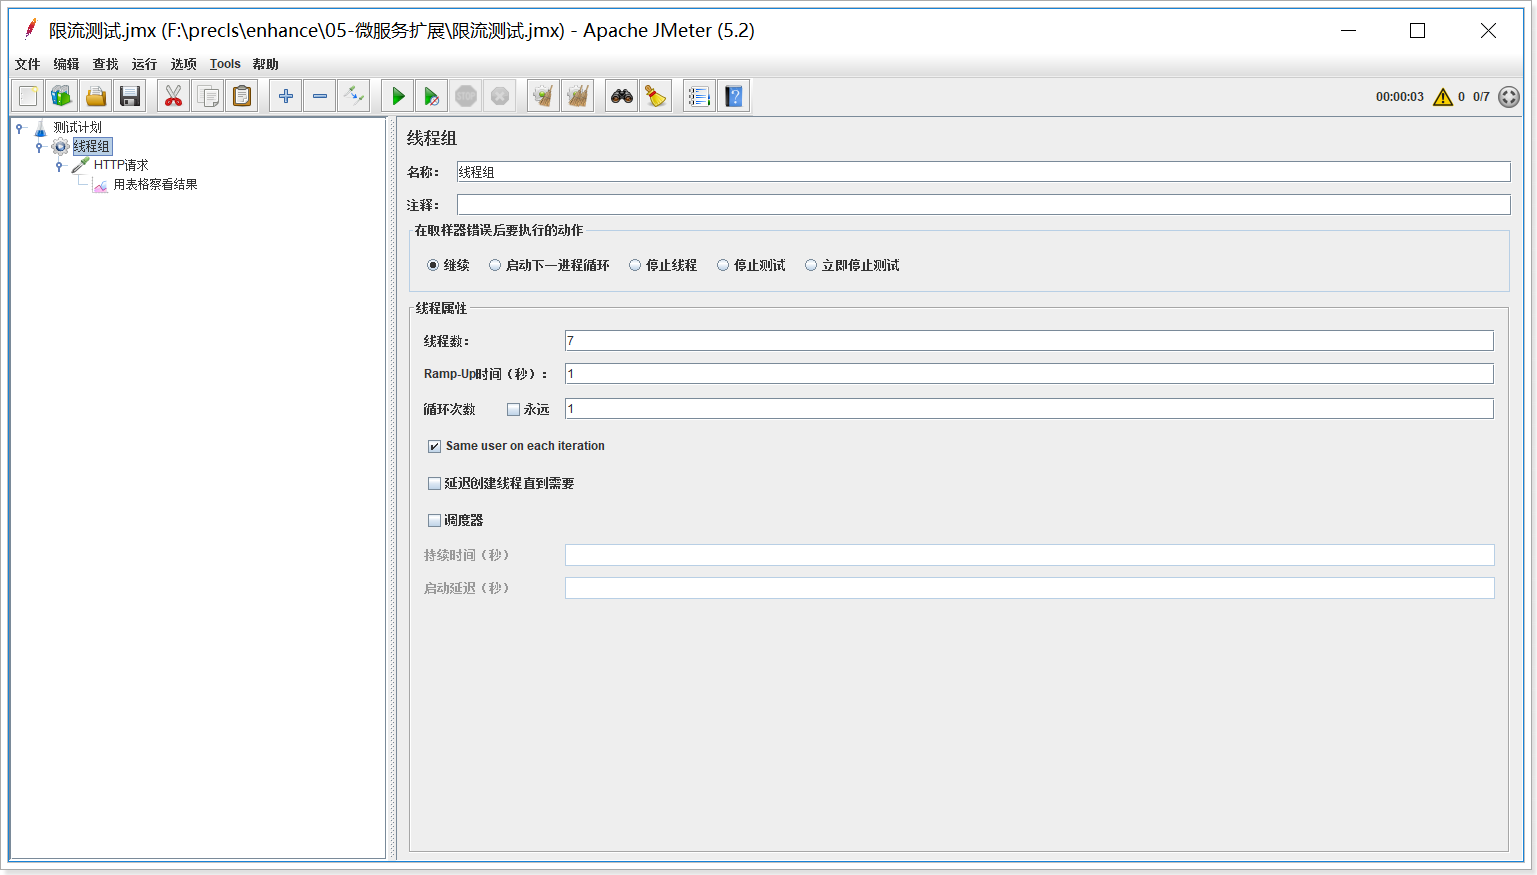 限流测试.jmx (F:\precls\enhance\05-微服务扩展\限流测试.jmx) - Apache JMeter (5.2)
文件 编辑 查找 运行 选项 Tools 帮助
STOP
00:00:03 0 0/7
测试计划
线程组
HTTP请求
用表格察看结果
线程组
名称： 线程组
注释：
在取样器错误后要执行的动作
继续 启动下一进程循环 停止线程 停止测试 立即停止测试
线程属性
线程数： 7
Ramp-Up时间（秒）： 1
循环次数 永远 1
Same user on each iteration
延迟创建线程直到需要
调度器
持续时间（秒）
启动延迟（秒）